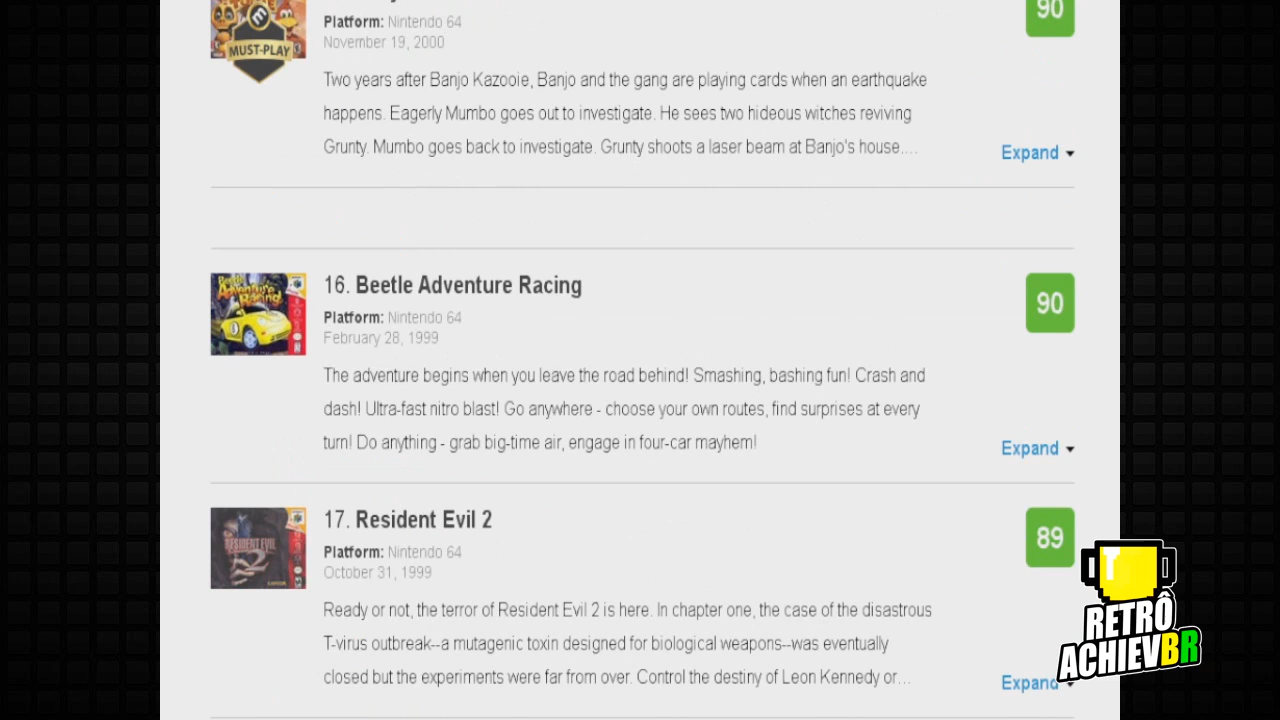 Platform: Nintendo 64
90
November 19, 2000
MUST-PLAY
Two years after Banjo Kazooie, Banjo and the gang are playing cards when an earthquake
happens. Eagerly Mumbo goes out to investigate. He sees two hideous witches reviving
Grunty. Mumbo goes back to investigate. Grunty shoots a laser beam at Banjo's house....
Expand
16. Beetle Adventure Racing
90
Beetle
Adventure
Racing!
Platform: Nintendo 64
February 28, 1999
The adventure begins when you leave the road behind! Smashing, bashing fun! Crash and
dash! Ultra-fast nitro blast! Go anywhere - choose your own routes, find surprises at every
turn! Do anything - grab big-time air, engage in four-car mayhem!
Expand
17. Resident Evil 2
89
RESIDENT EVIL
2
CAPCOM
Platform: Nintendo 64
October 31, 1999
Ready or not, the terror of Resident Evil 2 is here. In chapter one, the case of the disastrous
T-virus outbreak--a mutagenic toxin designed for biological weapons--was eventually
closed but the experiments were far from over. Control the destiny of Leon Kennedy or...
Expand
RETRÔ
ACHIEVBR